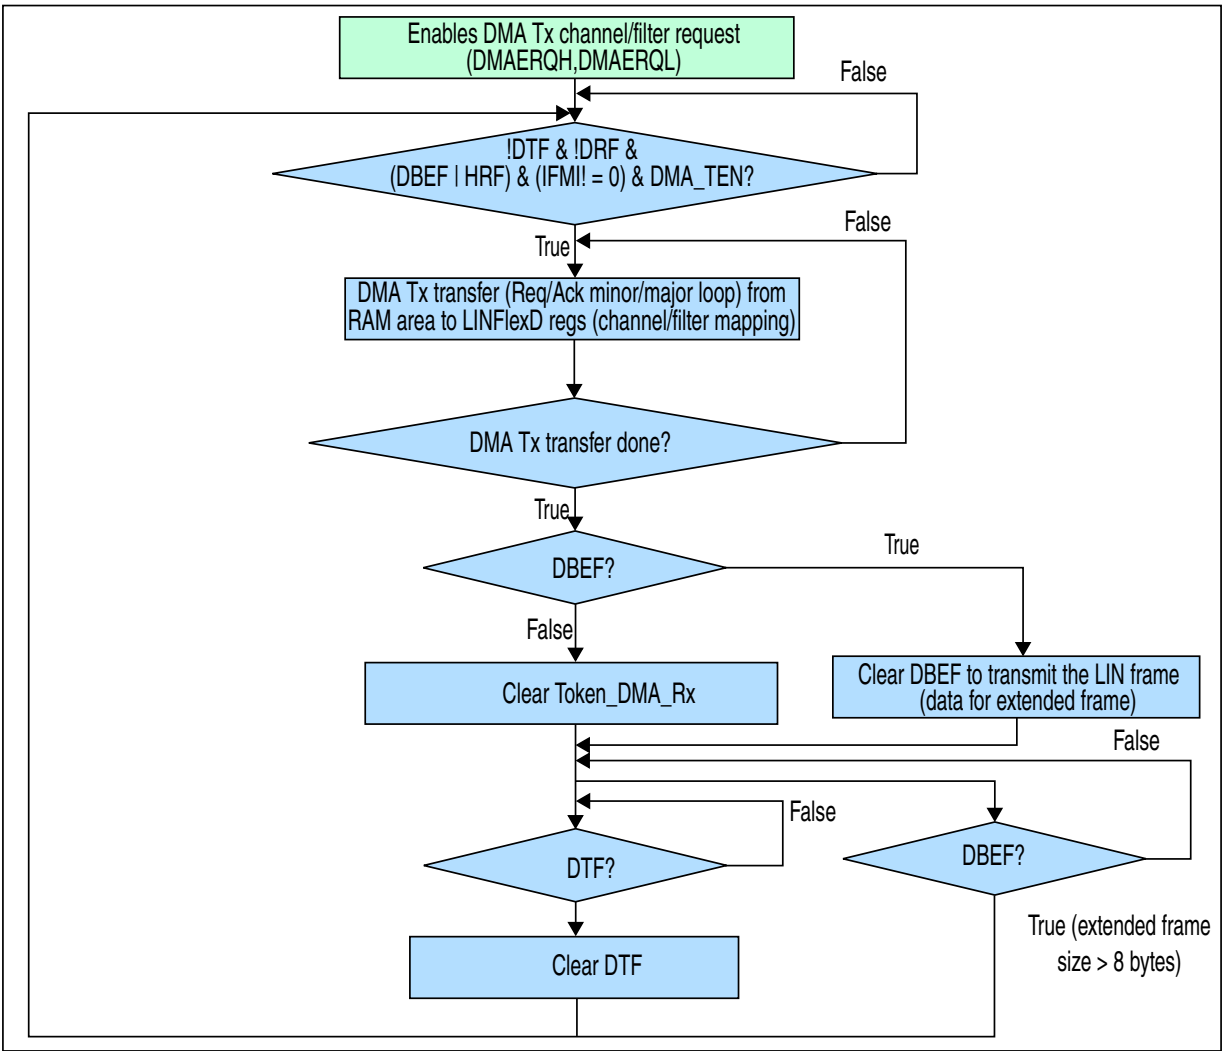 Enables DMA Tx channel/filter request
(DMAERQH,DMAERQL)
False
!DTF & !DRF &
(DBEF | HRF) & (IFMI! = 0) & DMA_TEN?
False
True
DMA Tx transfer (Req/Ack minor/major loop) from
RAM area to LINFlexD regs (channel/filter mapping)
DMA Tx transfer done?
True
True
DBEF?
False
Clear Token_DMA_Rx
Clear DBEF to transmit the LIN frame
(data for extended frame)
False
False
DTF?
DBEF?
True (extended frame
size > 8 bytes)
Clear DTF